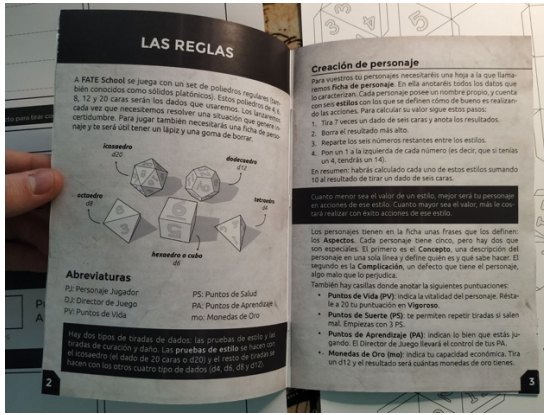 LAS REGLAS
A FATE School se juega con un set de poliedros regulares (tam-
bién conocidos como sólidos platónicos). Estos poliedros de 4, 6,
8, 12 y 20 caras serán los dados que usaremos. Los lanzaremos
cada vez que necesitemos resolver una situación que genere in-
certidumbre. Para jugar también necesitarás una ficha de perso-
naje y te será útil tener un lápiz y una goma de borrar.
icosaedro
d20
dodecaedro
d12
octaedro
d8
tetraedro
d4
hexaedro o cubo
d6
Abreviaturas
PJ: Personaje Jugador
DJ: Director de Juego
PV: Puntos de Vida
PS: Puntos de Salud
PA: Puntos de Aprendizaje
mo: Monedas de Oro
Hay dos tipos de tiradas de dados: las pruebas de estilo y las
tiradas de curación y daño. Las pruebas de estilo se hacen con
el icosaedro (el dado de 20 caras o d20) y el resto de tiradas se
hacen con los otros cuatro tipo de dados (d4, d6, d8 y d12).
2
Creación de personaje
Para vuestros tu personajes necesitaréis una hoja a la que llama-
remos ficha de personaje. En ella anotaréis todos los datos que
lo caracterizan. Cada personaje posee un nombre propio, y cuenta
con seis estilos con los que se definen cómo de bueno es realizan-
do las acciones. Para calcular su valor sigue estos pasos:
1. Tira 7 veces un dado de seis caras y anota los resultados.
2. Borra el resultado más alto.
3. Reparte los seis números restantes entre los estilos.
4. Pon un 1 a la izquierda de cada número (es decir, que si tenías
un 4, tendrás un 14).
En resumen: habrás calculado cada uno de estos estilos sumando
10 al resultado de tirar un dado de seis caras.
Cuanto menor sea el valor de un estilo, mejor será tu personaje
en acciones de ese estilo. Cuanto mayor sea el valor, más le cos-
tará realizar con éxito acciones de ese estilo.
Los personajes tienen en la ficha unas frases que los definen:
los Aspectos. Cada personaje tiene cinco, pero hay dos que
son especiales. El primero es el Concepto, una descripción del
personaje en una sola línea y define quién es y qué sabe hacer. El
segundo es la Complicación, un defecto que tiene el personaje,
algo malo que lo perjudica.
También hay casillas donde anotar la siguientes puntuaciones:
• Puntos de Vida (PV): indica la vitalidad del personaje. Résta-
le a 20 tu puntuación en Vigoroso.
• Puntos de Suerte (PS): te permiten repetir tiradas si salen
mal. Empiezas con 3 PS.
• Puntos de Aprendizaje (PA): indican lo bien que estás ju-
gando. El Director de Juego llevará el control de tus PA.
• Monedas de Oro (mo): indica tu capacidad económica. Tira
un d12 y el resultado será cuántas monedas de oro tienes.
3